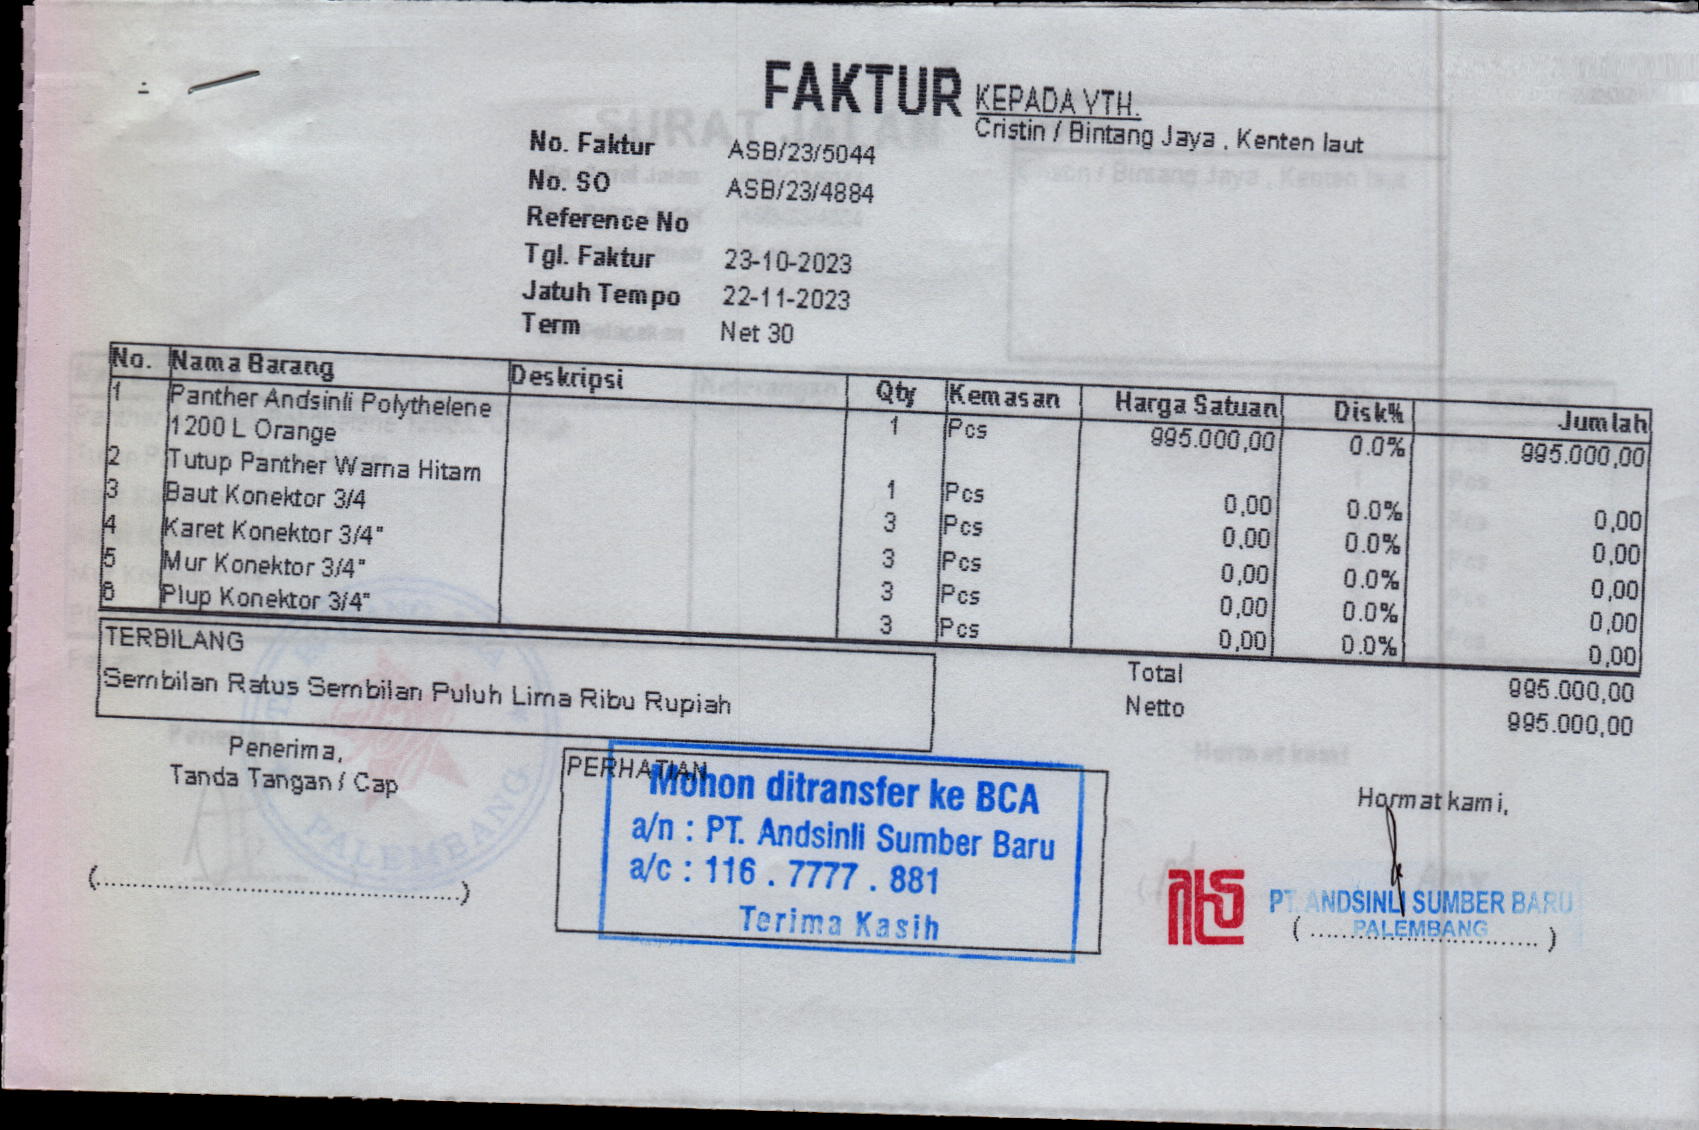 FAKTUR
KEPADA YTH.
Cristin / Bintang Jaya , Kenten laut
No. Faktur ASB/23/5044
No. SO ASB/23/4884
Reference No
Tgl. Faktur 23-10-2023
Jatuh Tempo 22-11-2023
Term Net 30
No. Nama Barang Deskripsi Qty Kemasan Harga Satuan Disk% Jumlah
1 Panther Andsinli Polythelene 1 Pcs 995.000,00 0.0% 995.000,00
1200 L Orange
2 Tutup Panther Warna Hitam 1 Pcs 0,00 0.0% 0,00
3 Baut Konektor 3/4 3 Pcs 0,00 0.0% 0,00
4 Karet Konektor 3/4" 3 Pcs 0,00 0.0% 0,00
5 Mur Konektor 3/4" 3 Pcs 0,00 0.0% 0,00
6 Plup Konektor 3/4" 3 Pcs 0,00 0.0% 0,00
TERBILANG
Sembilan Ratus Sembilan Puluh Lima Ribu Rupiah
Total 995.000,00
Netto 995.000,00
Penerima,
Tanda Tangan / Cap
(.................................................)
PERHATIAN
Mohon ditransfer ke BCA
a/n : PT. Andsinli Sumber Baru
a/c : 116 . 7777 . 881
Terima Kasih
Hormat kami,
PT. ANDSINLI SUMBER BARU
PALEMBANG
( ............................... )
PALEMBANG
SURAT JALAN